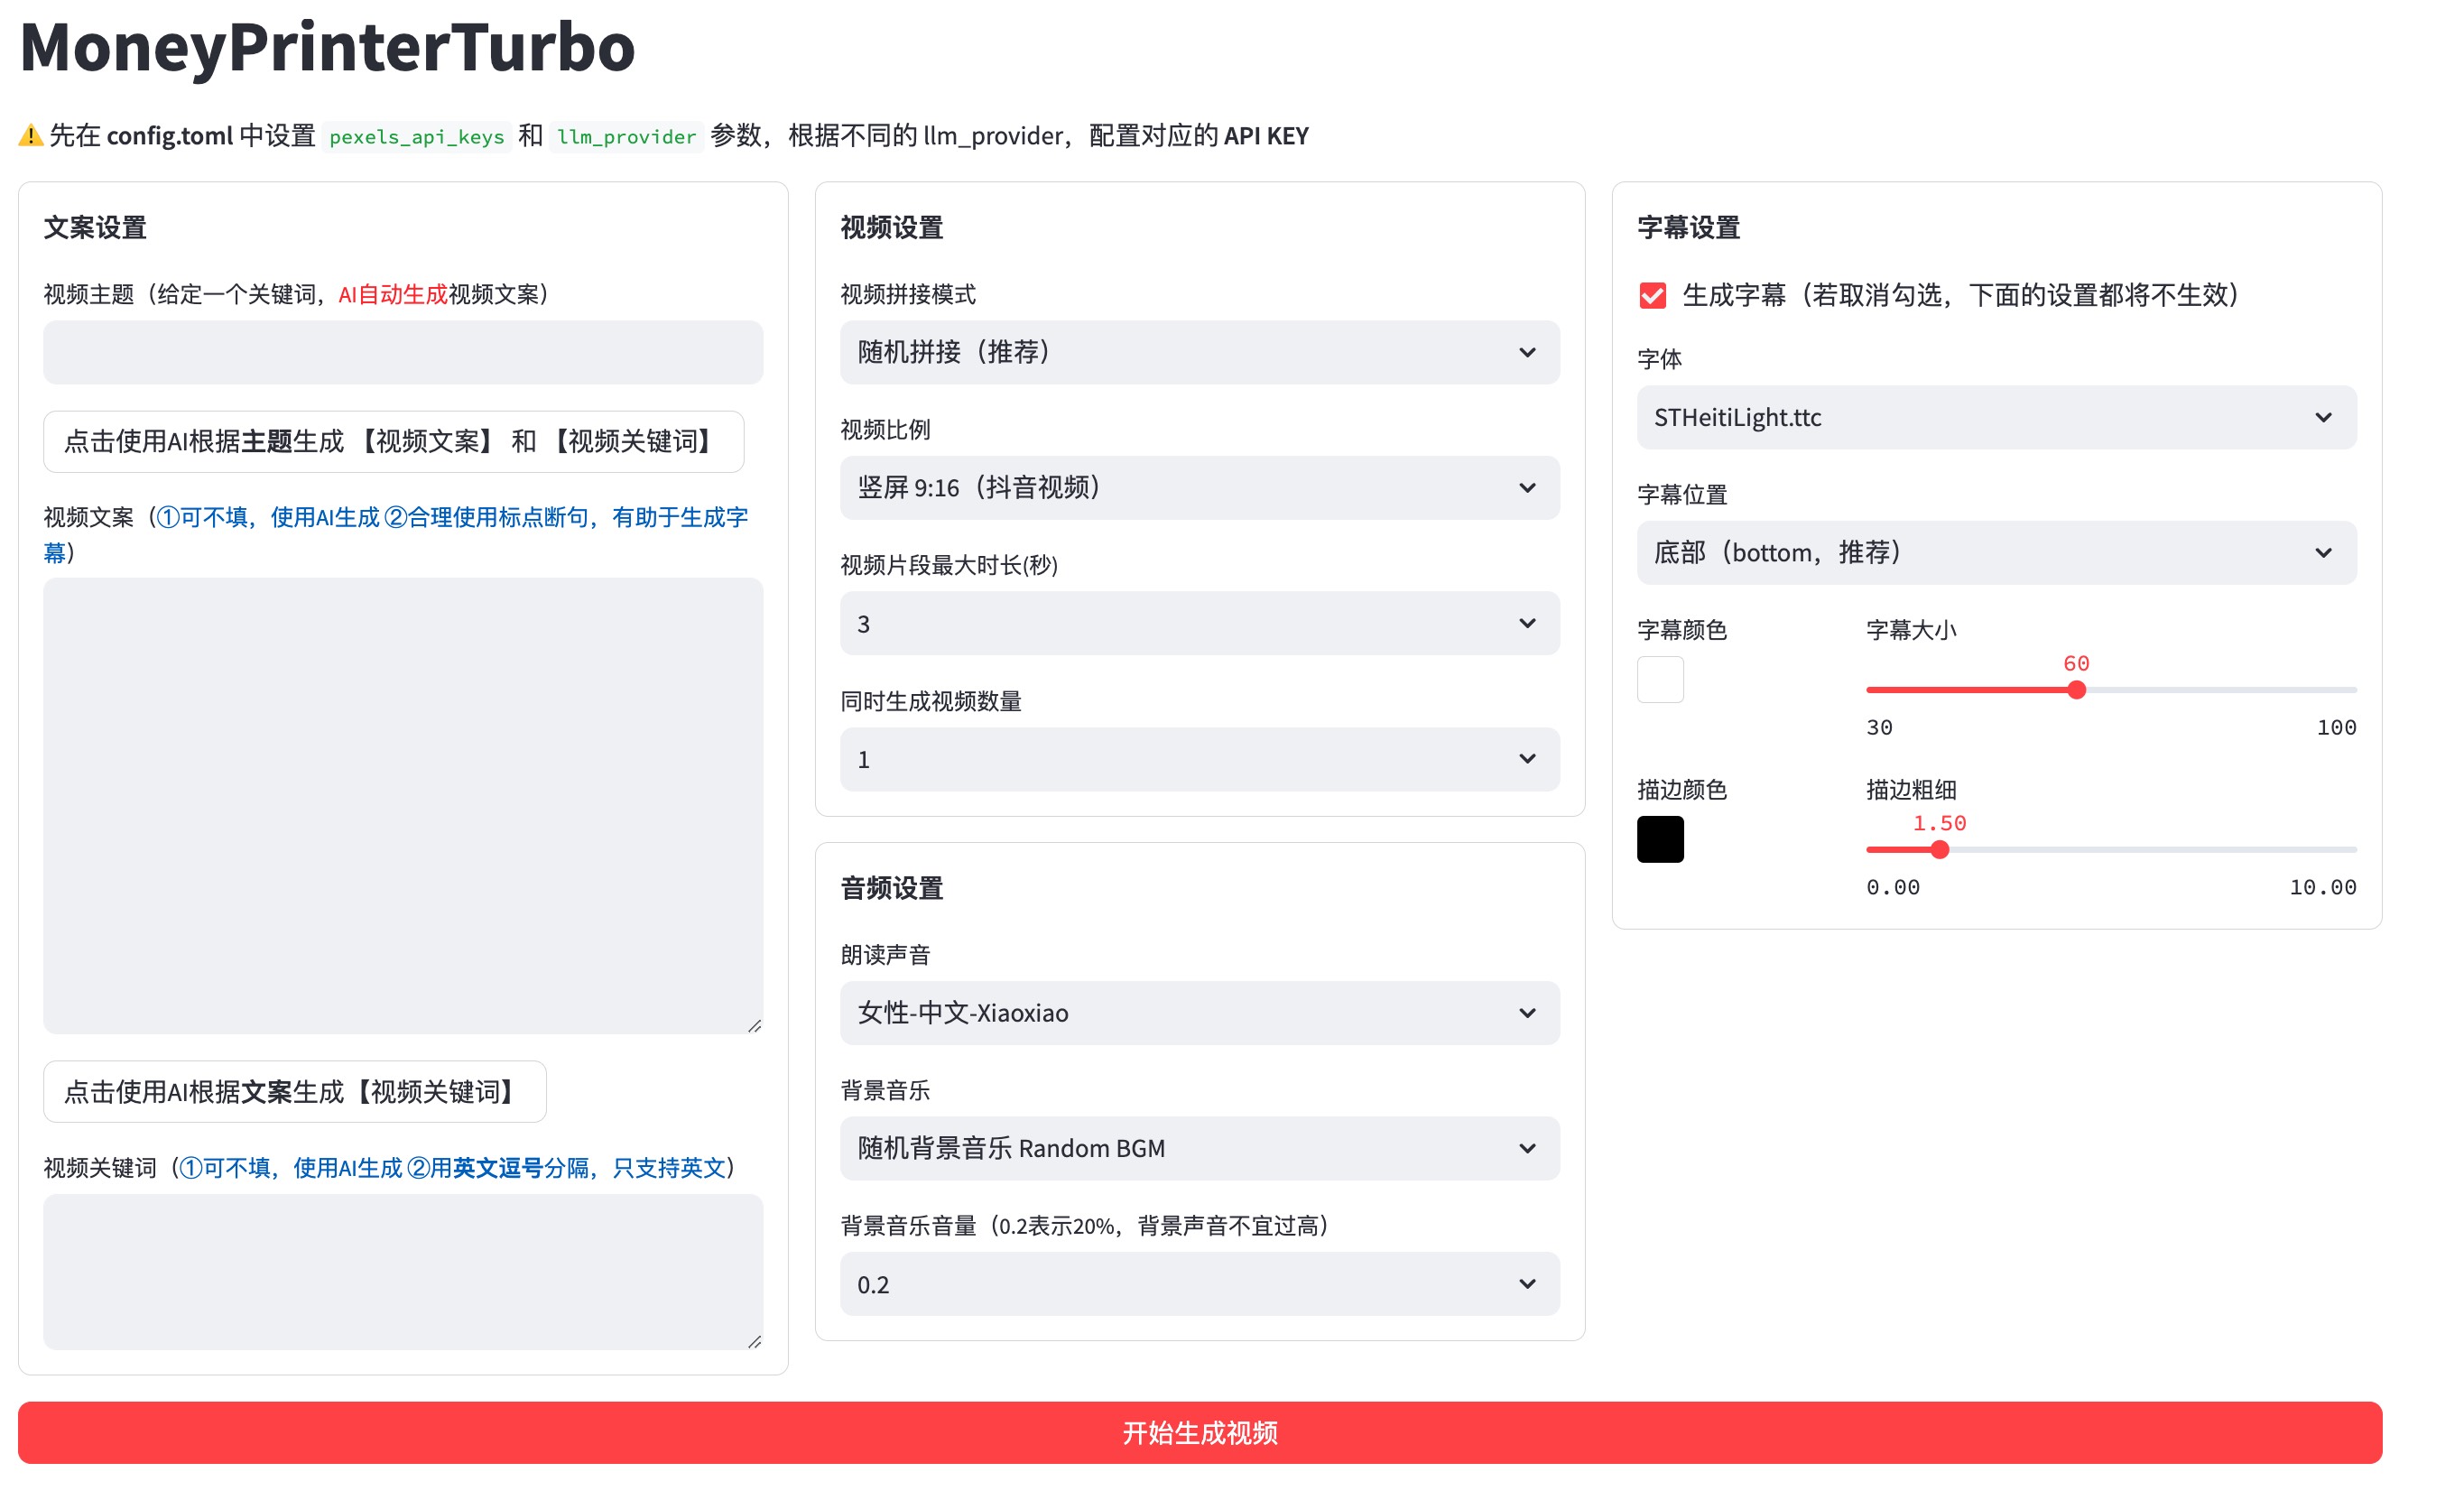 MoneyPrinterTurbo
⚠️ 先在 config.toml 中设置 pexels_api_keys 和 llm_provider 参数，根据不同的 llm_provider，配置对应的 API KEY
文案设置
视频主题（给定一个关键词，AI自动生成视频文案）
点击使用AI根据主题生成 【视频文案】 和 【视频关键词】
视频文案（①可不填，使用AI生成 ②合理使用标点断句，有助于生成字
幕）
点击使用AI根据文案生成【视频关键词】
视频关键词（①可不填，使用AI生成 ②用英文逗号分隔，只支持英文）
视频设置
视频拼接模式
随机拼接（推荐）
视频比例
竖屏 9:16（抖音视频）
视频片段最大时长(秒)
3
同时生成视频数量
1
音频设置
朗读声音
女性-中文-Xiaoxiao
背景音乐
随机背景音乐 Random BGM
背景音乐音量（0.2表示20%，背景声音不宜过高）
0.2
字幕设置
生成字幕（若取消勾选，下面的设置都将不生效）
字体
STHeitiLight.ttc
字幕位置
底部（bottom，推荐）
字幕颜色
字幕大小
60
30 100
描边颜色
描边粗细
1.50
0.00 10.00
开始生成视频